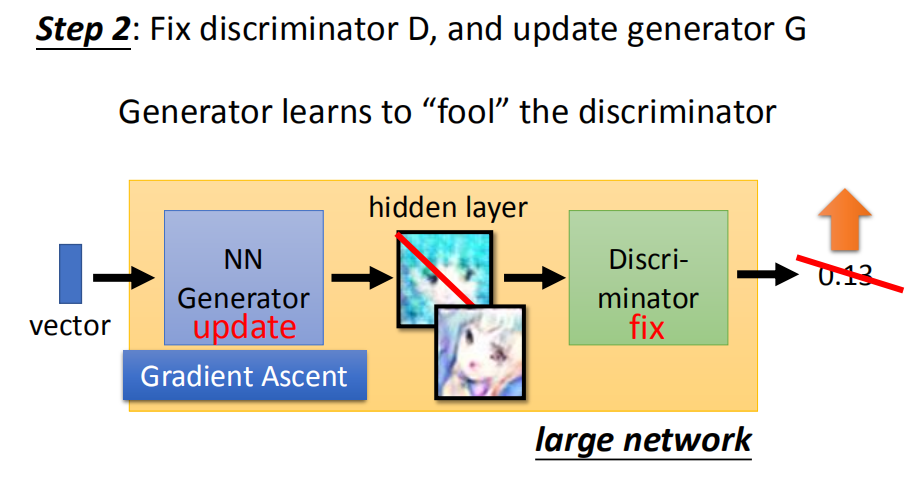 Step 2: Fix discriminator D, and update generator G
Generator learns to “fool” the discriminator
hidden layer
NN
Generator
update
Discri-
minator
fix
0.13
vector
Gradient Ascent
large network